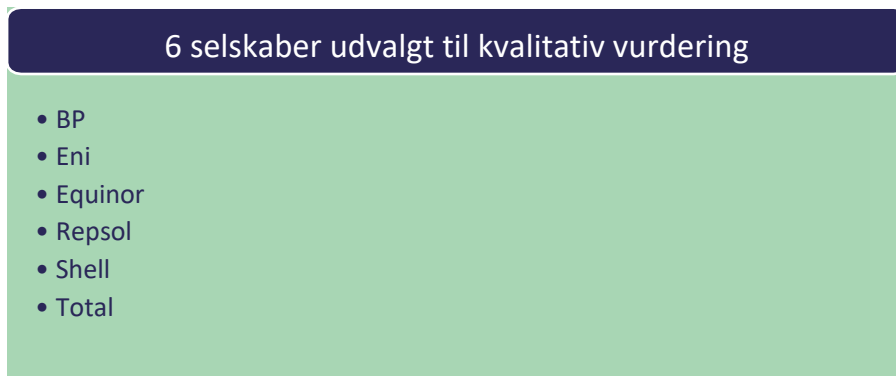 6 selskaber udvalgt til kvalitativ vurdering
• BP
• Eni
• Equinor
• Repsol
• Shell
• Total